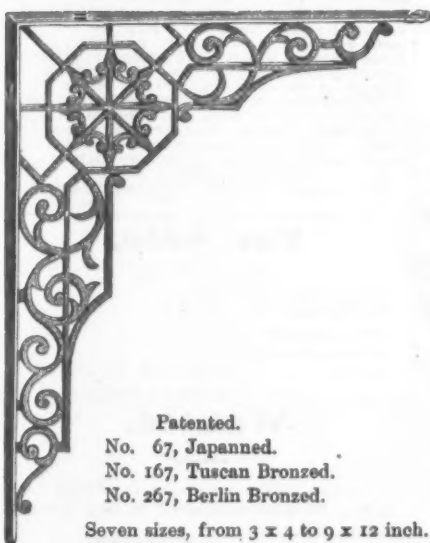 Patented.
No. 67, Japanned.
No. 167, Tuscan Bronzed.
No. 267, Berlin Bronzed.
Seven sizes, from 3 x 4 to 9 x 12 inch.